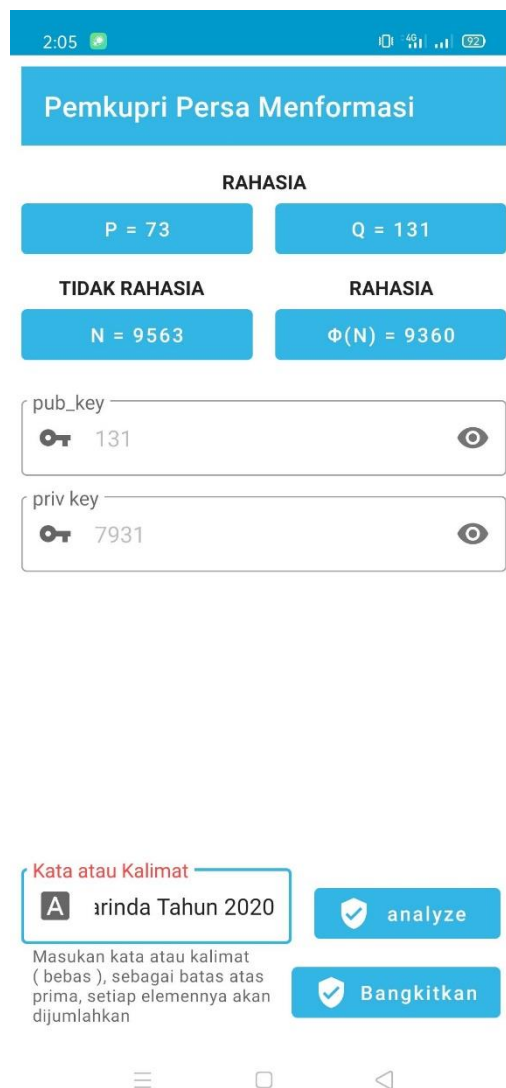 2:05
4G 92
Pemkupri Persa Menformasi
RAHASIA
P = 73 Q = 131
TIDAK RAHASIA RAHASIA
N = 9563 Φ(N) = 9360
pub_key
131
priv key
7931
Kata atau Kalimat
A arinda Tahun 2020
analyze
Masukan kata atau kalimat
( bebas ), sebagai batas atas
prima, setiap elemennya akan
dijumlahkan
Bangkitkan